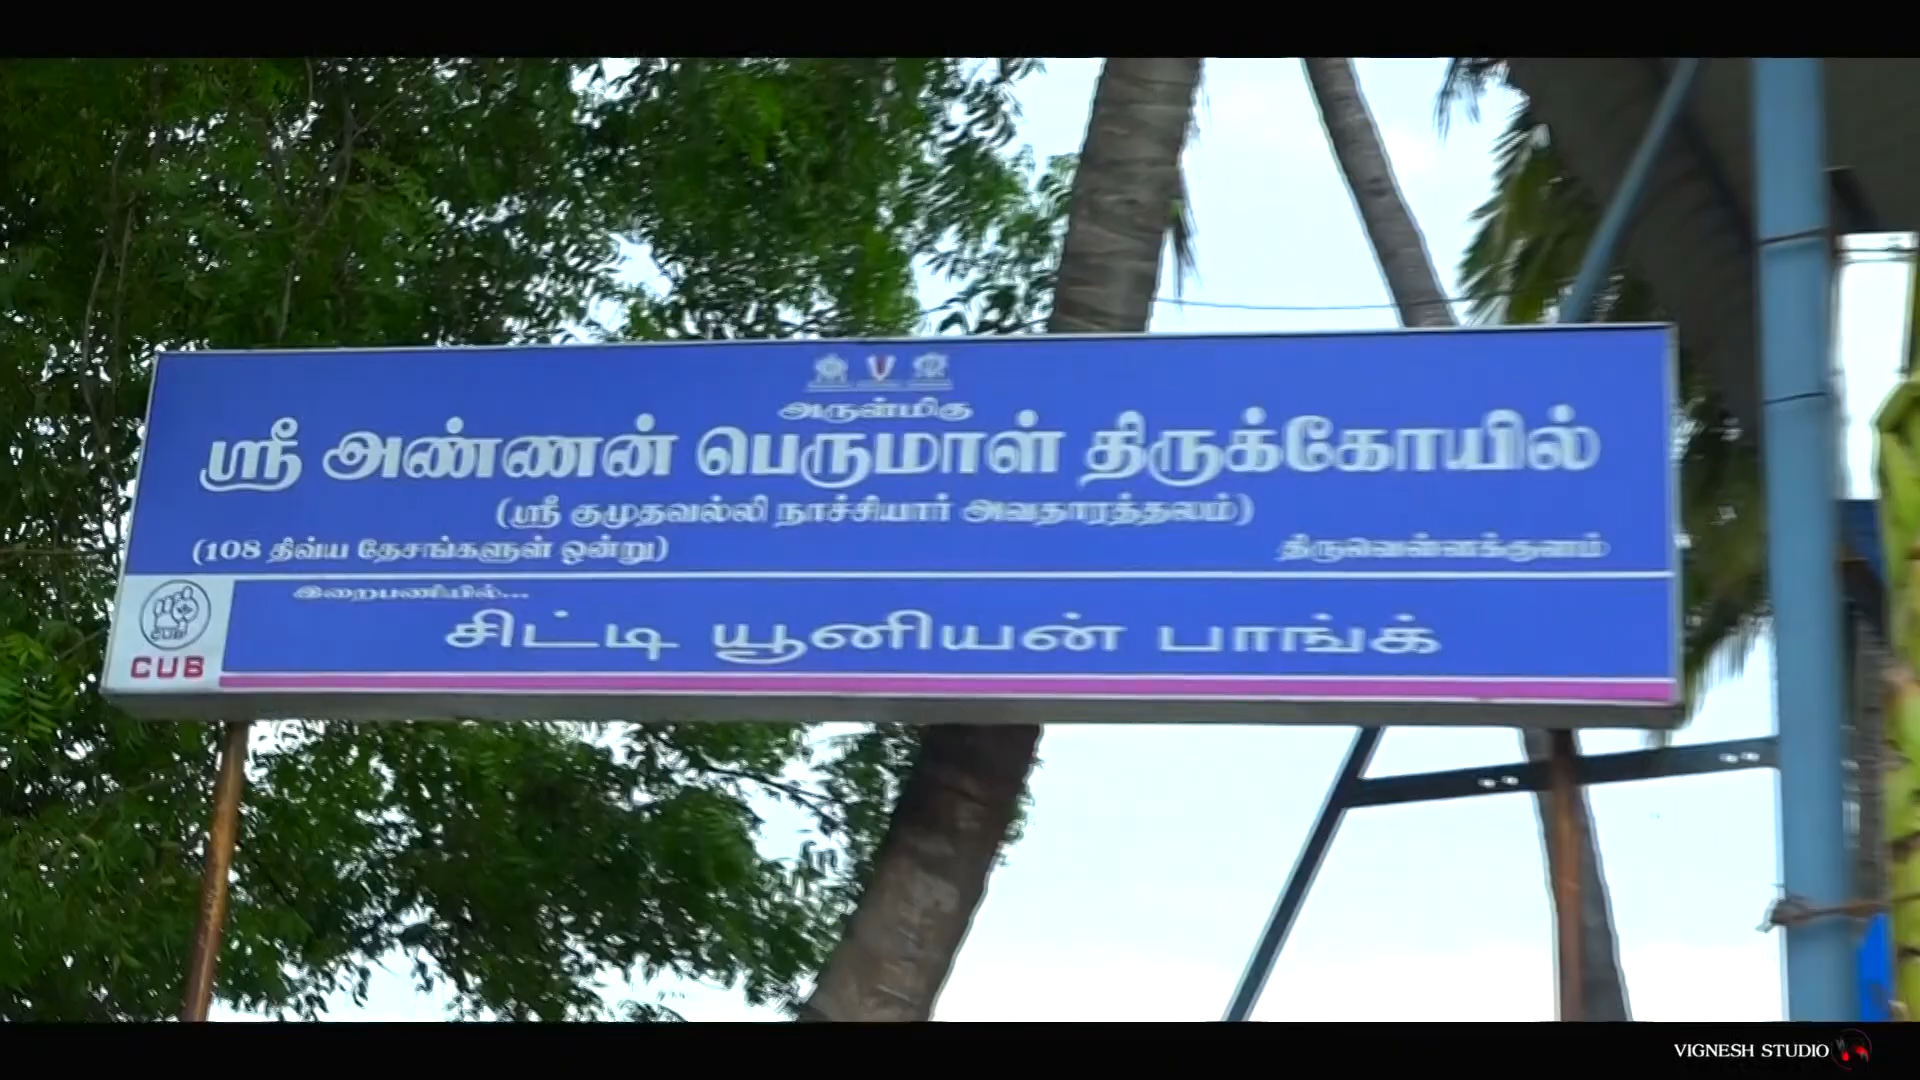 அருள்மிகு
ஸ்ரீ அண்ணன் பெருமாள் திருக்கோயில்
(ஸ்ரீ குமுதவல்லி நாச்சியார் அவதாரத்தலம்)
(108 திவ்ய தேசங்களுள் ஒன்று)
திருவெள்ளக்குளம்
இறைபணியில்...
சிட்டி யூனியன் பாங்க்
CUB
CUB
VIGNESH STUDIO